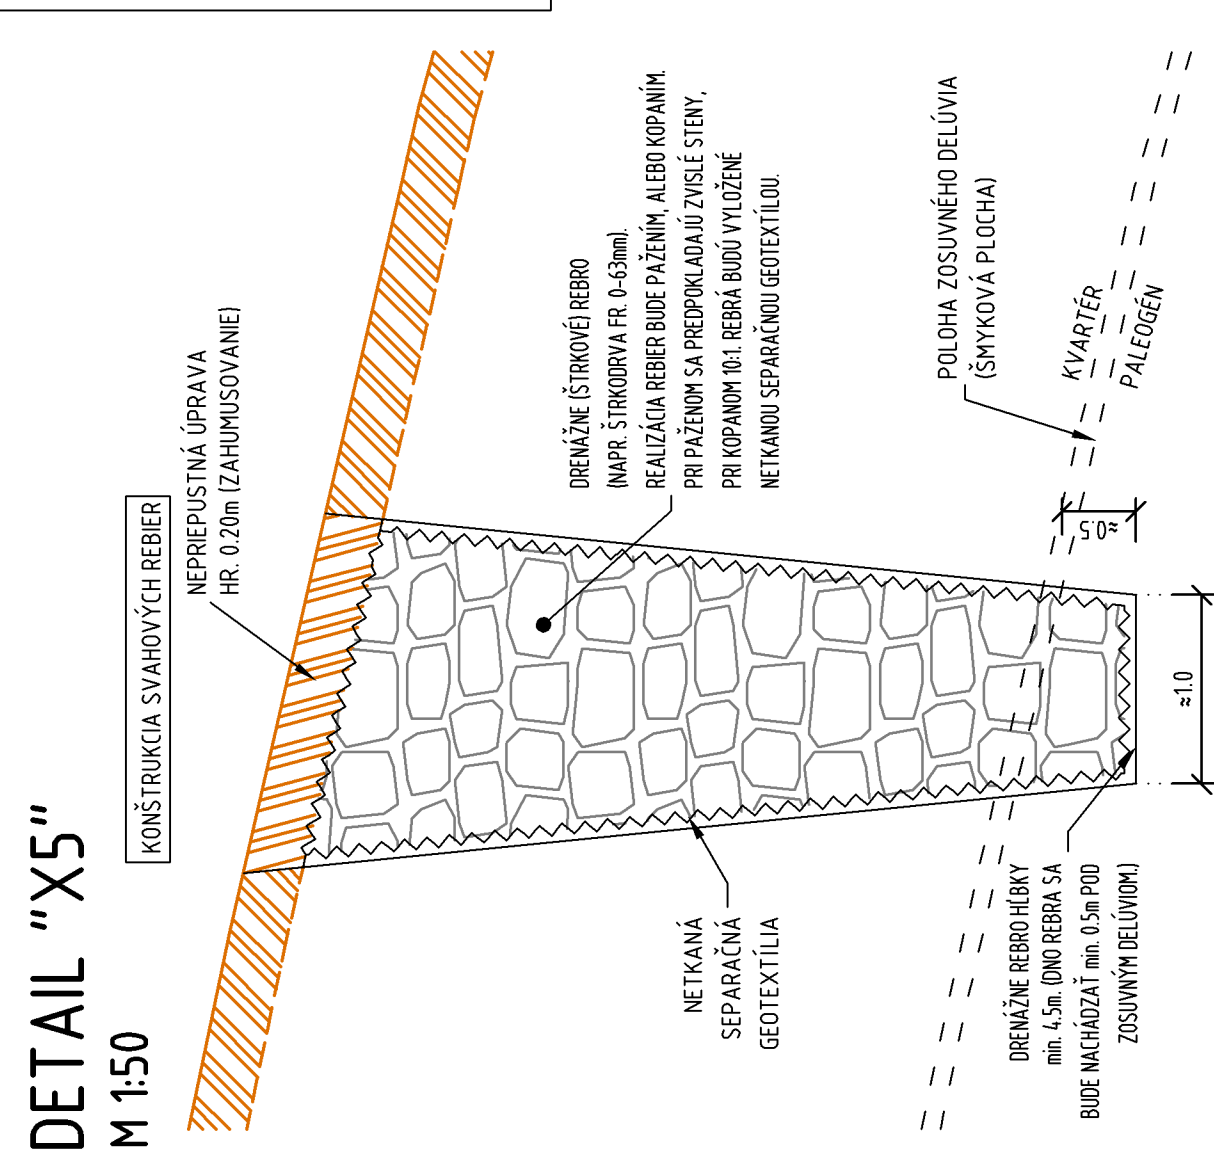 DETAIL "X5"
M 1:50
KONŠTRUKCIA SVAHOVÝCH REBIER
NEPRIEPUSTNÁ ÚPRAVA
HR. 0.20m (ZAHUMUSOVANIE)
DRENÁŽNE (ŠTRKOVÉ) REBRO
(NAPR. ŠTRKODRVA FR. 0-63mm).
REALIZÁCIA REBIER BUDE PAŽENÍM, ALEBO KOPANÍM.
PRI PAŽENOM SA PREDPOKLADAJÚ ZVISLÉ STENY,
PRI KOPANOM 10:1. REBRÁ BUDÚ VYLOŽENÉ
NETKANOU SEPARAČNOU GEOTEXTÍLOU.
POLOHA ZOSUVNÉHO DELÚVIA
(ŠMYKOVÁ PLOCHA)
KVARTÉR
PALEOGÉN
≈0.5
≈1.0
NETKANÁ
SEPARAČNÁ
GEOTEXTÍLIA
DRENÁŽNE REBRO HĹBKY
min. 4.5m. (DNO REBRA SA
BUDE NACHÁDZAŤ min. 0.5m POD
ZOSUVNÝM DELÚVIOM.)